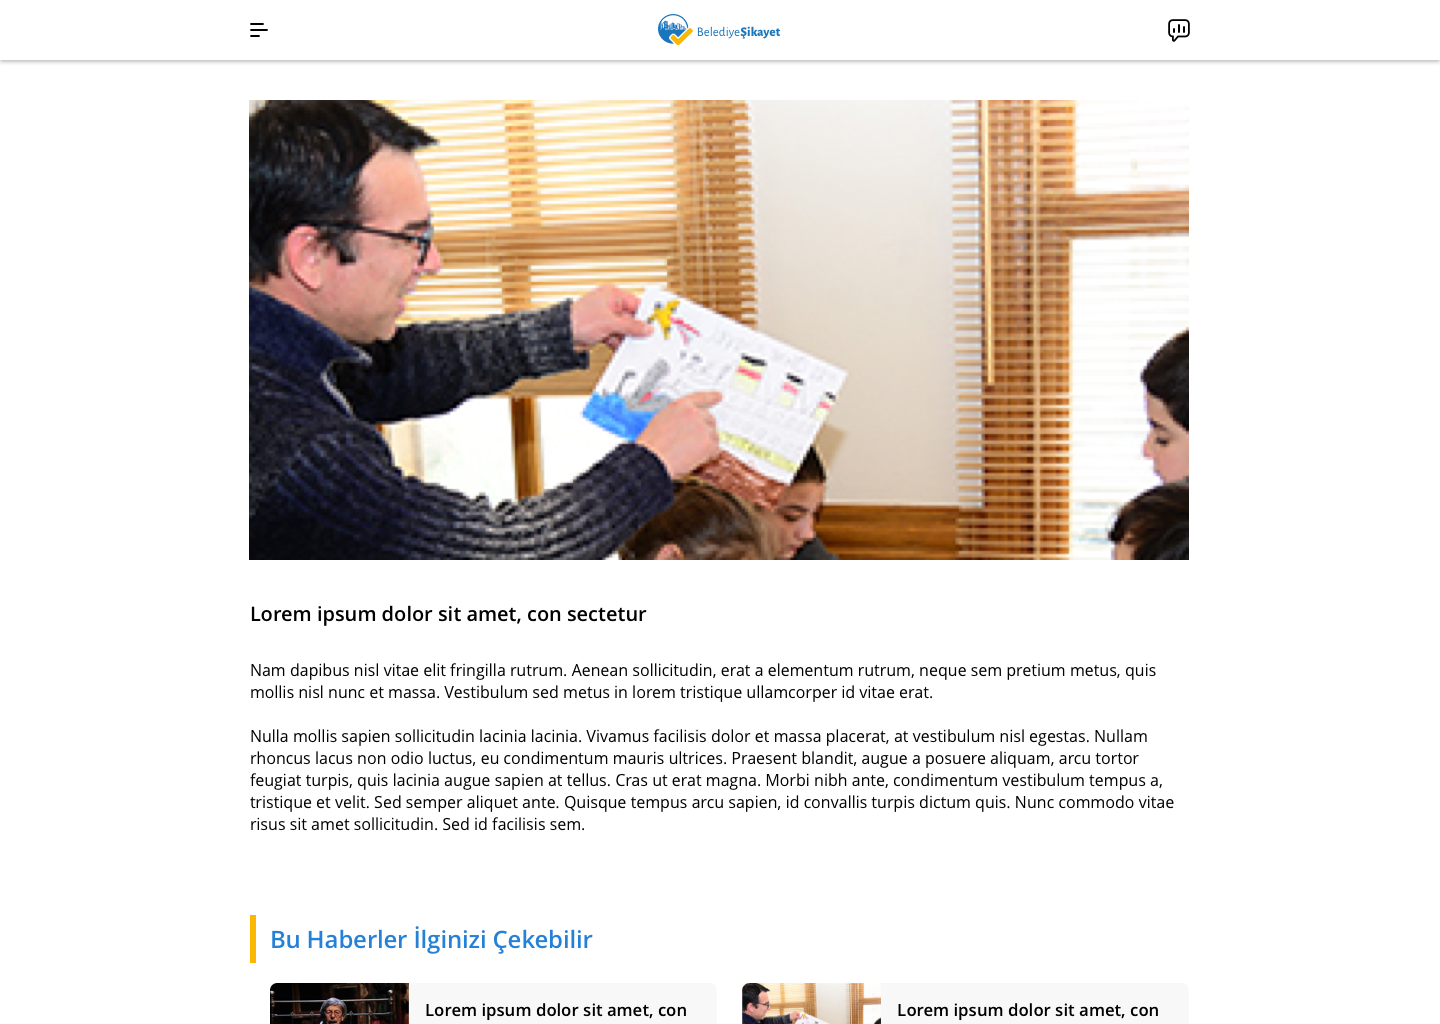 BelediyeŞikayet
Lorem ipsum dolor sit amet, con sectetur
Nam dapibus nisl vitae elit fringilla rutrum. Aenean sollicitudin, erat a elementum rutrum, neque sem pretium metus, quis
mollis nisl nunc et massa. Vestibulum sed metus in lorem tristique ullamcorper id vitae erat.
Nulla mollis sapien sollicitudin lacinia lacinia. Vivamus facilisis dolor et massa placerat, at vestibulum nisl egestas. Nullam
rhoncus lacus non odio luctus, eu condimentum mauris ultrices. Praesent blandit, augue a posuere aliquam, arcu tortor
feugiat turpis, quis lacinia augue sapien at tellus. Cras ut erat magna. Morbi nibh ante, condimentum vestibulum tempus a,
tristique et velit. Sed semper aliquet ante. Quisque tempus arcu sapien, id convallis turpis dictum quis. Nunc commodo vitae
risus sit amet sollicitudin. Sed id facilisis sem.
Bu Haberler İlginizi Çekebilir
Lorem ipsum dolor sit amet, con
Lorem ipsum dolor sit amet, con